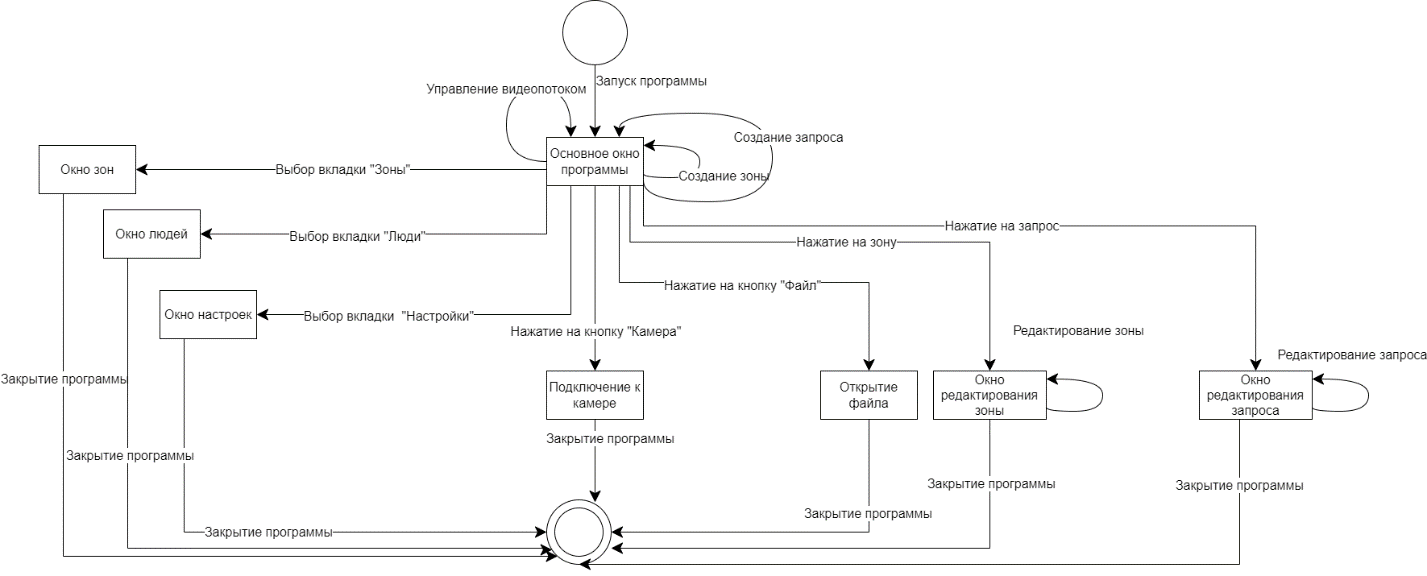 Запуск программы
Управление видеопотоком
Создание запроса
Основное окно
программы
Окно зон
Выбор вкладки "Зоны"
Создание зоны
Окно людей
Выбор вкладки "Люди"
Нажатие на запрос
Нажатие на зону
Нажатие на кнопку "Файл"
Окно настроек
Выбор вкладки  "Настройки"
Нажатие на кнопку "Камера"
Редактирование зоны
Редактирование запроса
Закрытие программы
Подключение к
камере
Открытие
файла
Окно
редактирования
зоны
Окно
редактирования
запроса
Закрытие программы
Закрытие программы
Закрытие программы
Закрытие программы
Закрытие программы
Закрытие программы